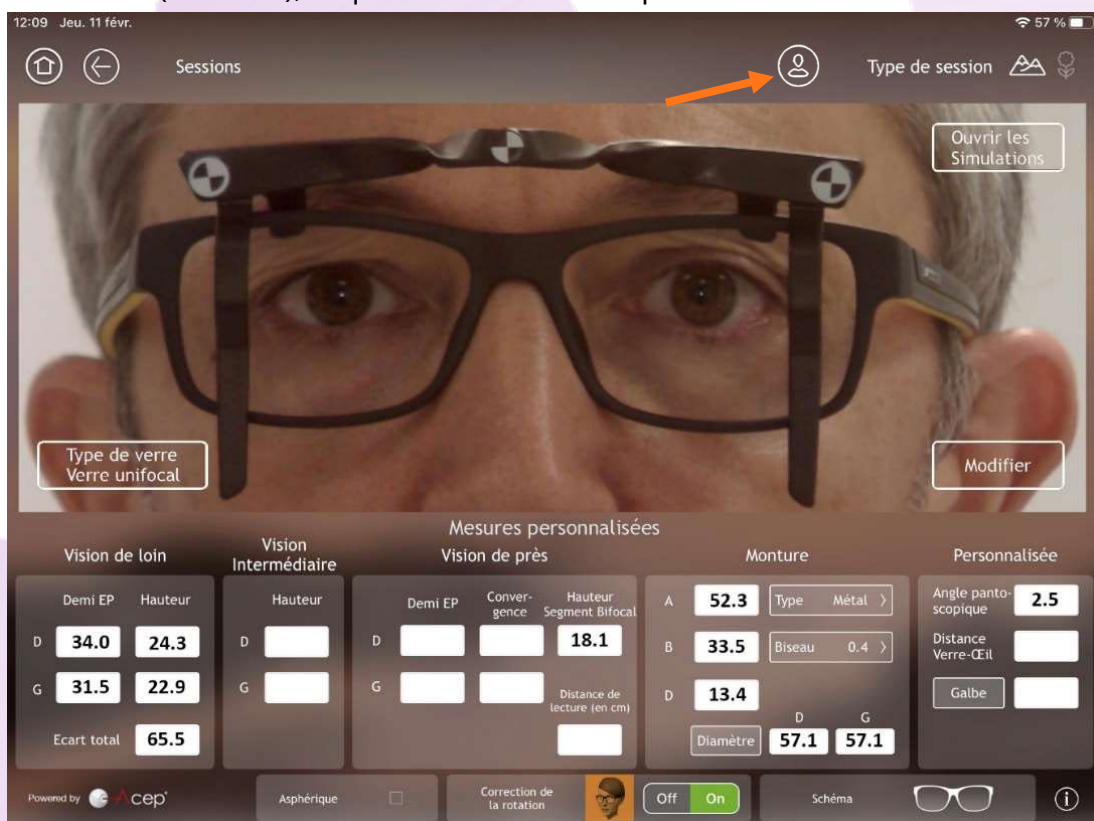 12:09 Jeu. 11 févr.
57 %
Sessions
Type de session
Ouvrir les
Simulations
Type de verre
Verre unifocal
Modifier
Mesures personnalisées
Vision de loin
Vision
Intermédiaire
Vision de près
Monture
Personnalisée
Demi EP Hauteur
D 34.0 24.3
G 31.5 22.9
Ecart total 65.5
Hauteur
D
G
Demi EP
Conver-
gence
Hauteur
Segment Bifocal
D 18.1
G
Distance de
lecture (en cm)
A 52.3 Type Métal >
B 33.5 Biseau 0.4 >
D 13.4
D G
Diamètre 57.1 57.1
Angle panto-
scopique 2.5
Distance
Verre-Œil
Galbe
Powered by Acep
Asphérique
Correction de
la rotation
Off On
Schéma
i